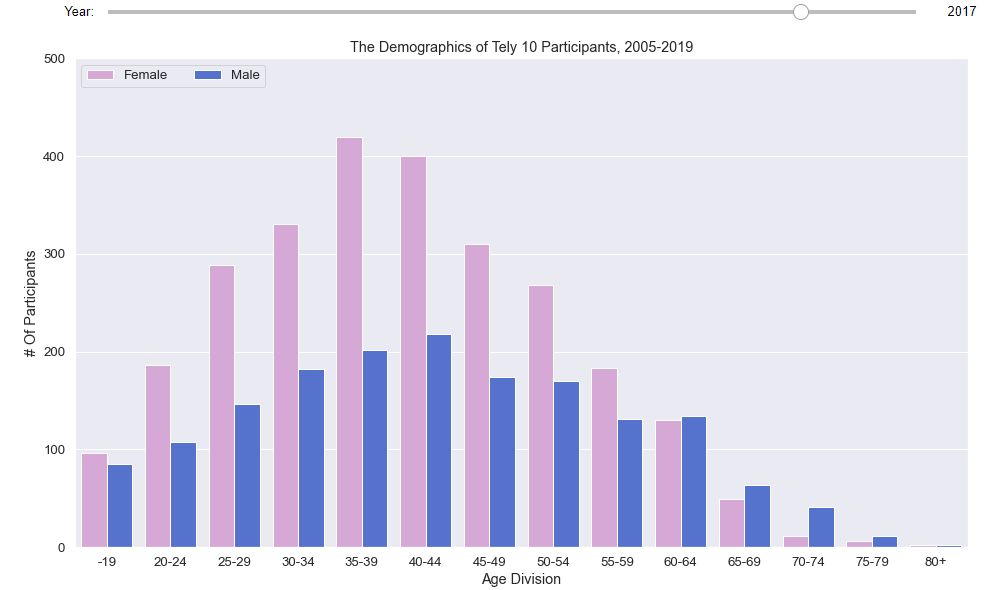 Year: 2017
The Demographics of Tely 10 Participants, 2005-2019
Female Male
500
400
300
200
100
0
# Of Participants
-19 20-24 25-29 30-34 35-39 40-44 45-49 50-54 55-59 60-64 65-69 70-74 75-79 80+
Age Division